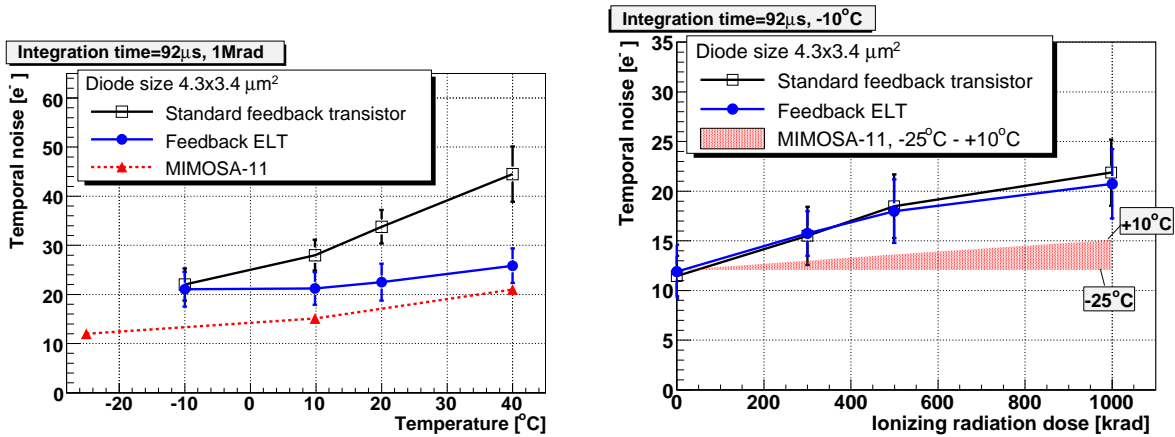 Integration time=92μs, 1Mrad
Temporal noise [e⁻]
Diode size 4.3x3.4 μm²
Standard feedback transistor
Feedback ELT
MIMOSA-11
60
50
40
30
20
10
0
-20 -10 0 10 20 30 40
Temperature [°C]
Integration time=92μs, -10°C
Temporal noise [e⁻]
Diode size 4.3x3.4 μm²
Standard feedback transistor
Feedback ELT
MIMOSA-11, -25°C - +10°C
35
30
25
20
15
10
5
0
+10°C
-25°C
0 200 400 600 800 1000
Ionizing radiation dose [krad]